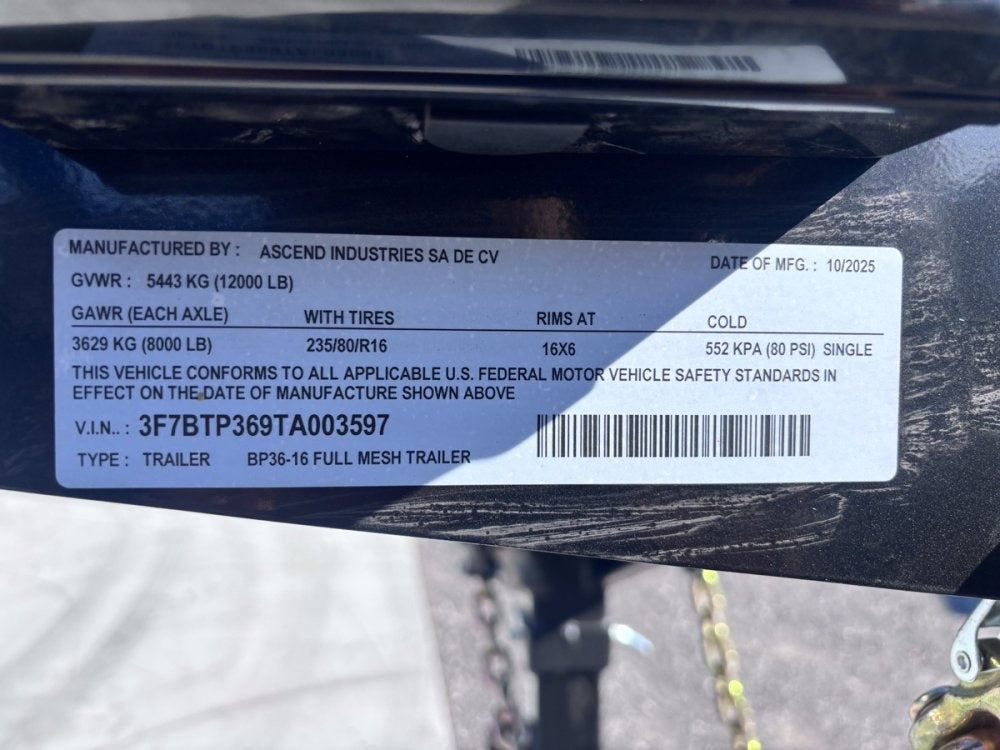 MANUFACTURED BY : ASCEND INDUSTRIES SA DE CV DATE OF MFG. : 10/2025
GVWR : 5443 KG (12000 LB)
GAWR (EACH AXLE) WITH TIRES RIMS AT COLD
3629 KG (8000 LB) 235/80/R16 16X6 552 KPA (80 PSI) SINGLE
THIS VEHICLE CONFORMS TO ALL APPLICABLE U.S. FEDERAL MOTOR VEHICLE SAFETY STANDARDS IN
EFFECT ON THE DATE OF MANUFACTURE SHOWN ABOVE
V.I.N.. : 3F7BTP369TA003597
TYPE : TRAILER BP36-16 FULL MESH TRAILER